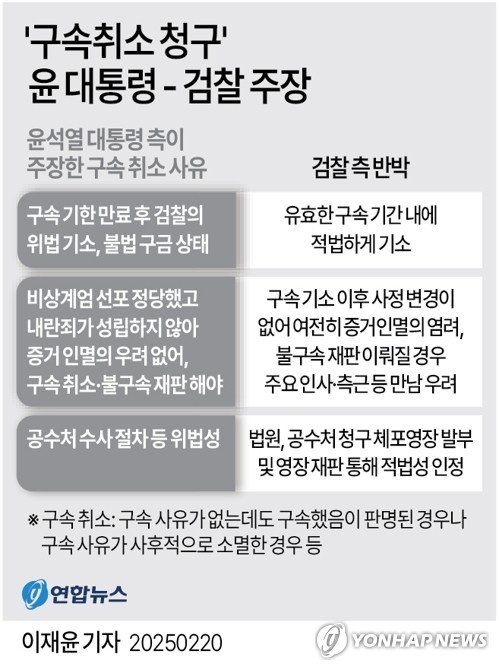 '구속취소 청구'
윤 대통령 - 검찰 주장
윤석열 대통령 측이
주장한 구속 취소 사유
검찰 측 반박
구속 기한 만료 후 검찰의
위법 기소, 불법 구금 상태
유효한 구속 기간 내에
적법하게 기소
비상계엄 선포 정당했고
내란죄가 성립하지 않아
증거 인멸의 우려 없어,
구속 취소·불구속 재판 해야
구속 기소 이후 사정 변경이
없어 여전히 증거인멸의 염려,
불구속 재판 이뤄질 경우
주요 인사·측근 등 만남 우려
공수처 수사 절차 등 위법성
법원, 공수처 청구 체포영장 발부
및 영장 재판 통해 적법성 인정
※ 구속 취소: 구속 사유가 없는데도 구속했음이 판명된 경우나
구속 사유가 사후적으로 소멸한 경우 등
연합뉴스
이재윤 기자 20250220
YONHAP NEWS